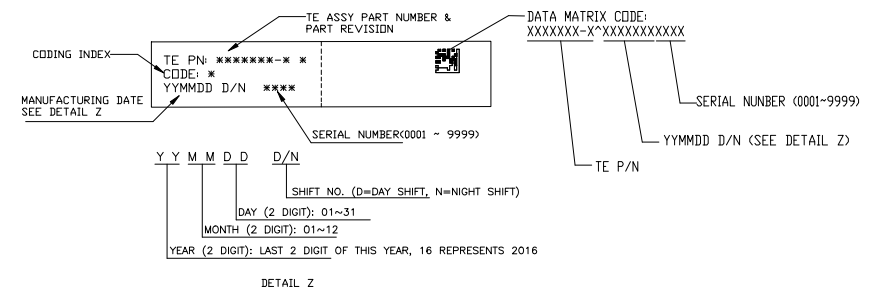 TE ASSY PART NUMBER &
PART REVISION
DATA MATRIX CODE:
XXXXXXX-X^XXXXXXXXXXX
CODING INDEX
TE PN: *******-* *
CODE: *
YYMMDD D/N ****
MANUFACTURING DATE
SEE DETAIL Z
SERIAL NUNBER (0001~9999)
SERIAL NUMBER(0001 ~ 9999)
YYMMDD D/N (SEE DETAIL Z)
TE P/N
Y Y M M D D D/N
SHIFT NO. (D=DAY SHIFT, N=NIGHT SHIFT)
DAY (2 DIGIT): 01~31
MONTH (2 DIGIT): 01~12
YEAR (2 DIGIT): LAST 2 DIGIT OF THIS YEAR, 16 REPRESENTS 2016
DETAIL Z